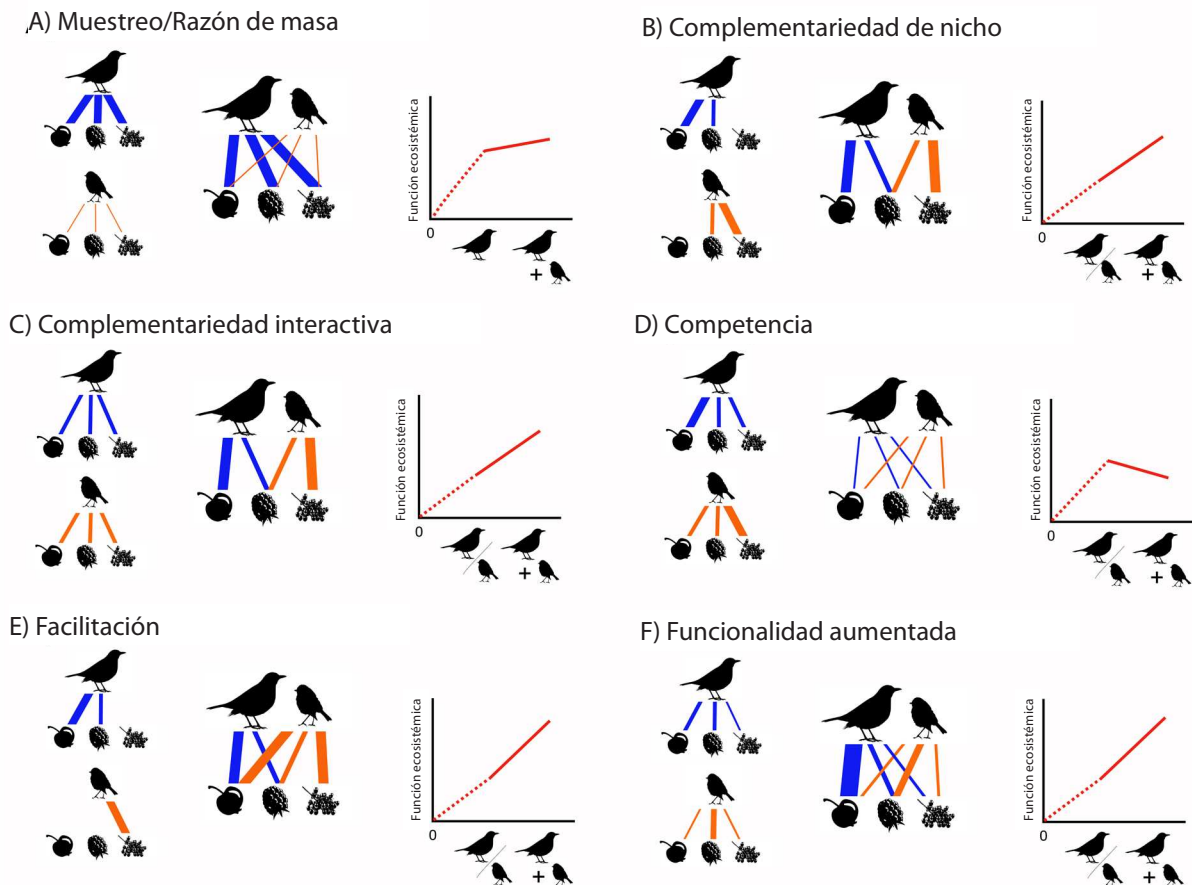 A) Muestreo/Razón de masa
Función ecosistémica
0
+
B) Complementariedad de nicho
Función ecosistémica
0
+
C) Complementariedad interactiva
Función ecosistémica
0
+
D) Competencia
Función ecosistémica
0
+
E) Facilitación
Función ecosistémica
0
+
F) Funcionalidad aumentada
Función ecosistémica
0
+